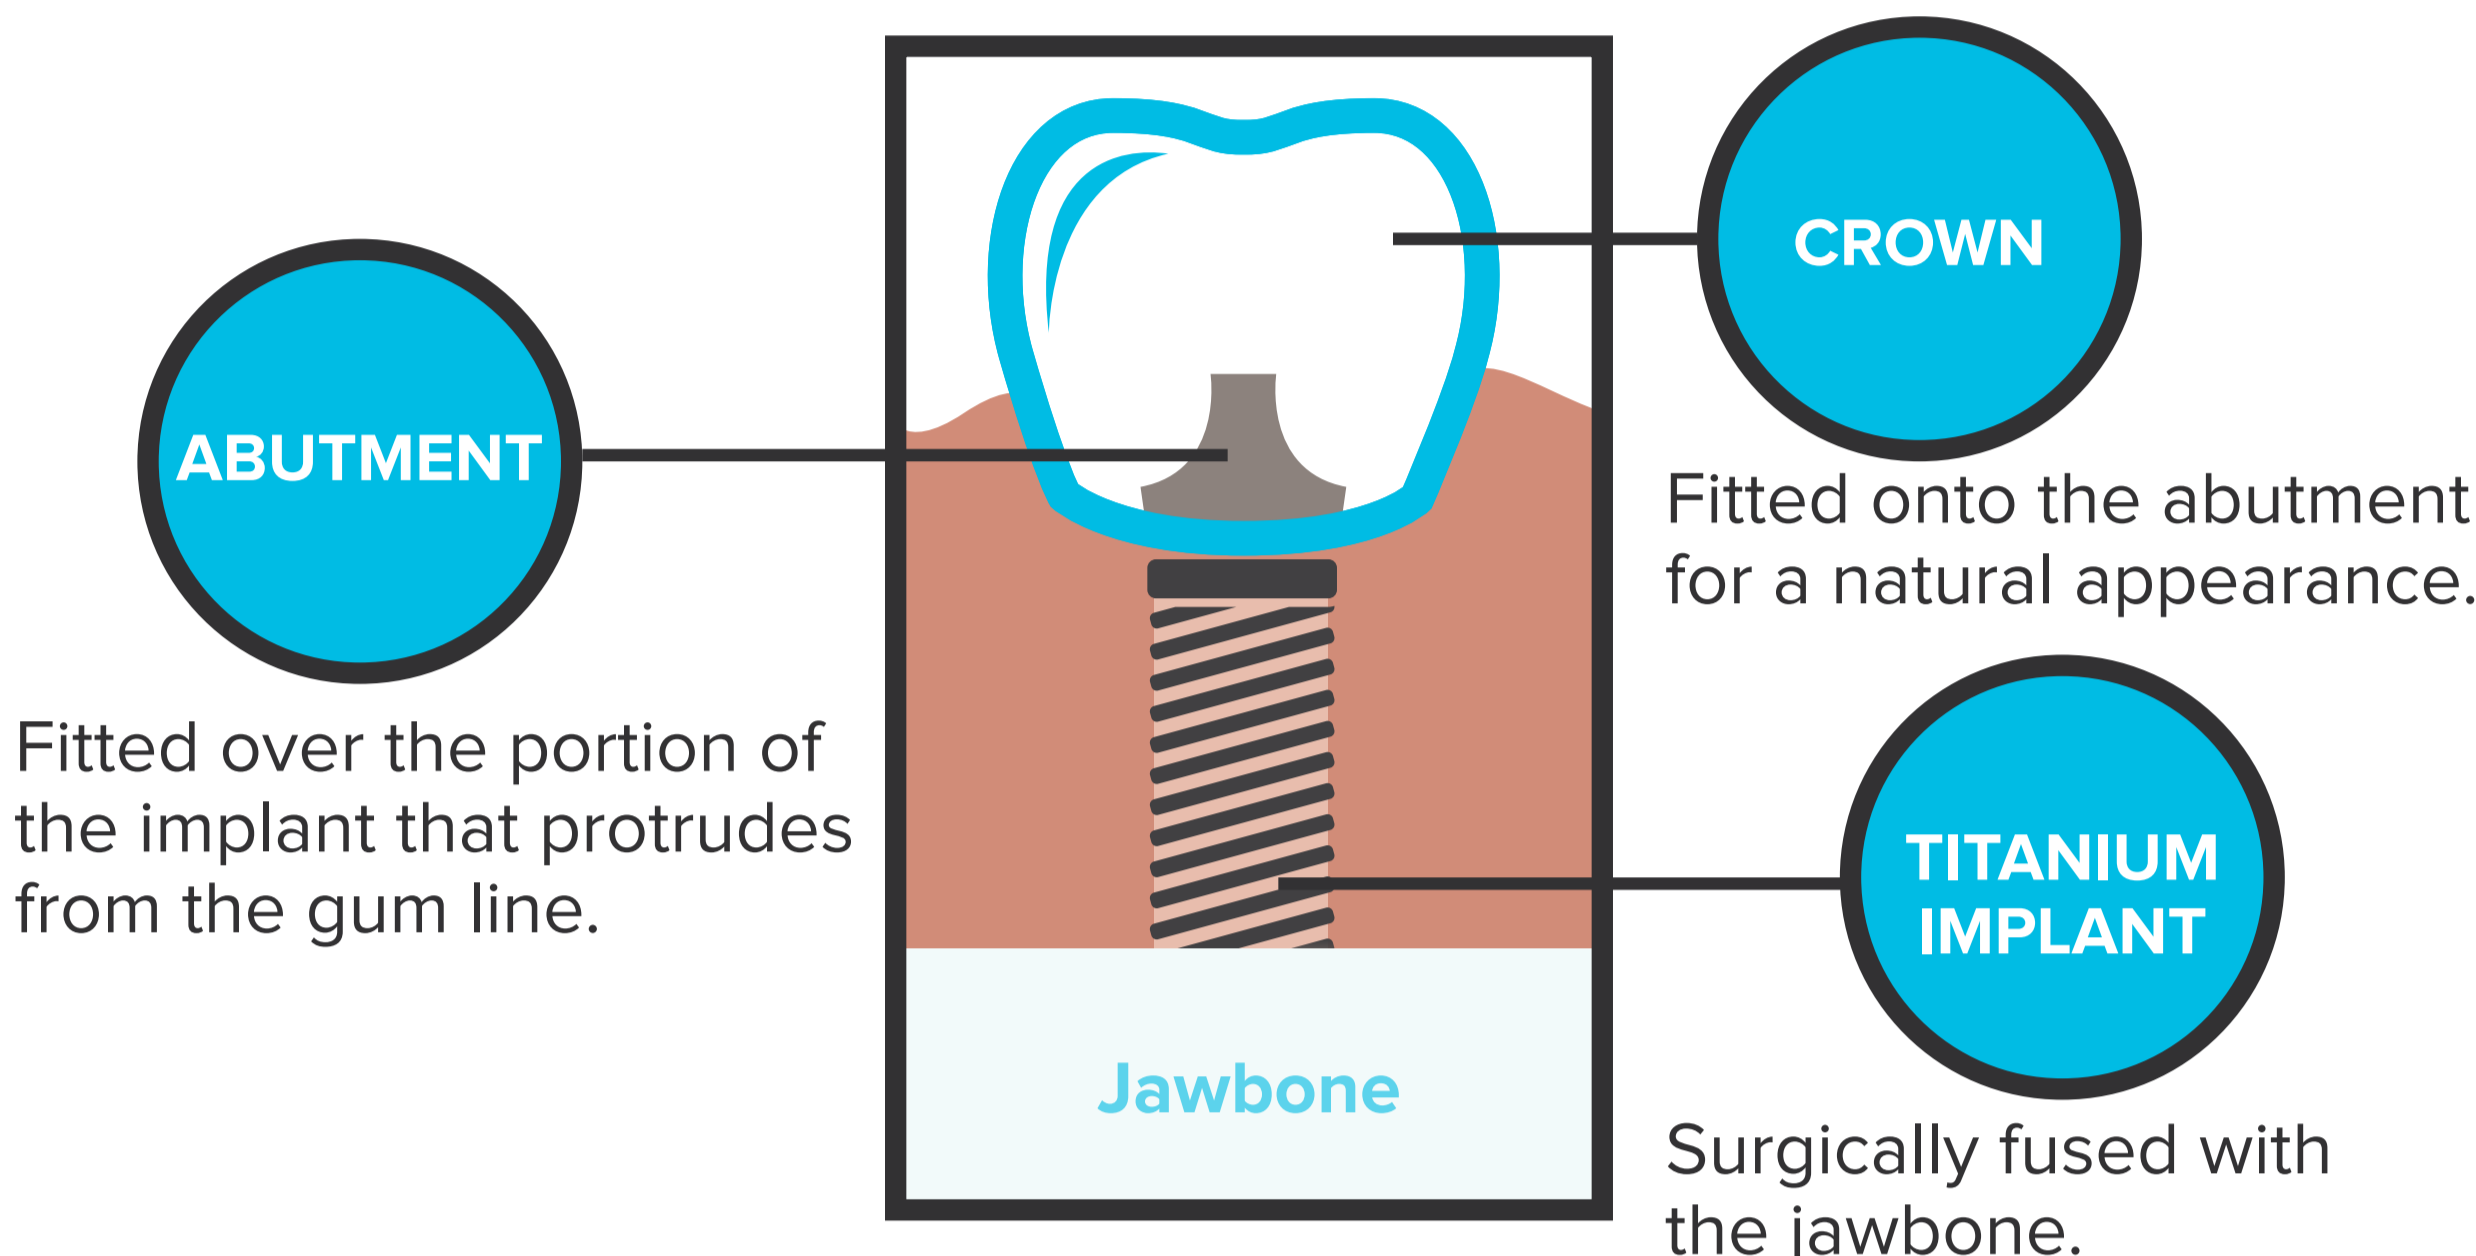 CROWN
Fitted onto the abutment
for a natural appearance.
ABUTMENT
Fitted over the portion of
the implant that protrudes
from the gum line.
TITANIUM
IMPLANT
Surgically fused with
the jawbone.
Jawbone